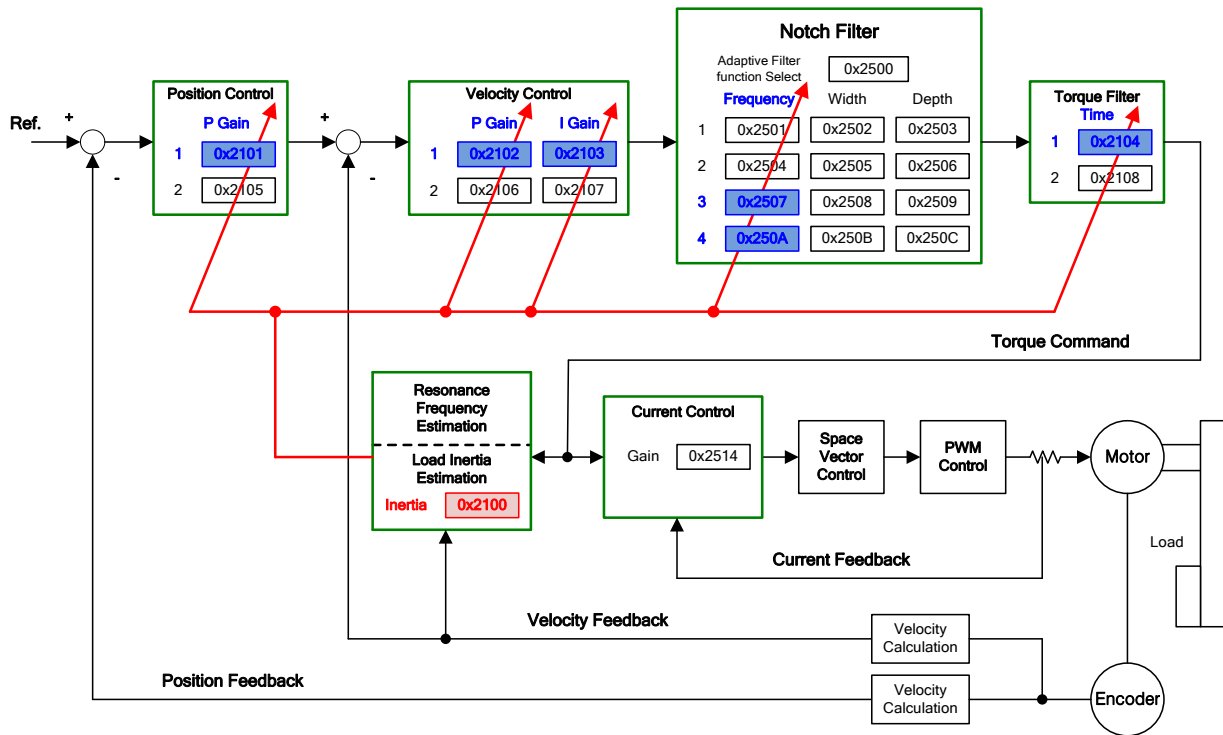 Notch Filter
Adaptive Filter
function Select
0x2500
Frequency Width Depth
1 0x2501 0x2502 0x2503
2 0x2504 0x2505 0x2506
3 0x2507 0x2508 0x2509
4 0x250A 0x250B 0x250C
Ref.
+
-
Position Control
P Gain
1 0x2101
2 0x2105
+
-
Velocity Control
P Gain I Gain
1 0x2102 0x2103
2 0x2106 0x2107
Torque Filter
Time
1 0x2104
2 0x2108
Torque Command
Resonance
Frequency
Estimation
Load Inertia
Estimation
Inertia 0x2100
Current Control
Gain 0x2514
Space
Vector
Control
PWM
Control
Motor
Load
Current Feedback
Velocity Feedback
Velocity
Calculation
Position Feedback
Velocity
Calculation
Encoder